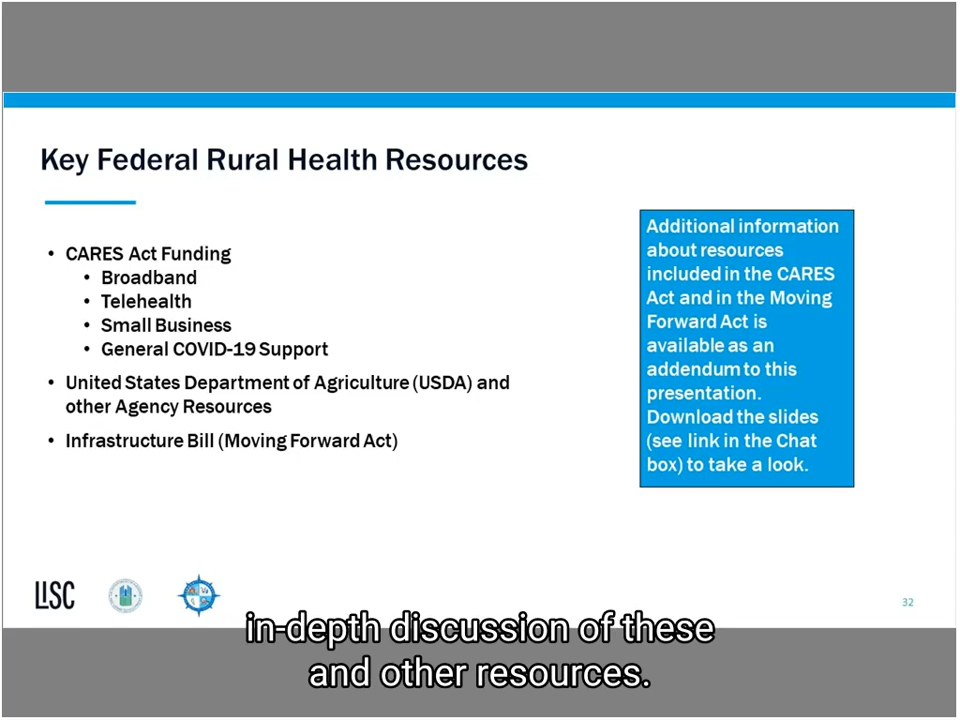 Key Federal Rural Health Resources
• CARES Act Funding
• Broadband
• Telehealth
• Small Business
• General COVID-19 Support
• United States Department of Agriculture (USDA) and
other Agency Resources
• Infrastructure Bill (Moving Forward Act)
Additional information
about resources
included in the CARES
Act and in the Moving
Forward Act is
available as an
addendum to this
presentation.
Download the slides
(see link in the Chat
box) to take a look.
LISC
32
in-depth discussion of these
and other resources.